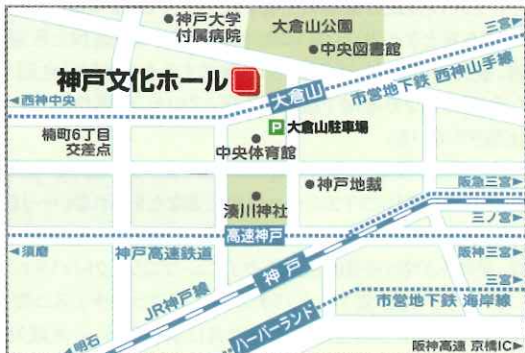 神戸大学
付属病院
大倉山公園
中央図書館
三宮▶
神戸文化ホール
大倉山
市営地下鉄 西神山手線
◀西神中央
楠町6丁目
交差点
P 大倉山駐車場
中央体育館
神戸地裁
阪急三宮▶
湊川神社
三ノ宮▶
高速神戸
◀須磨
神戸高速鉄道
阪神三宮▶
神戸
三宮▶
JR神戸線
市営地下鉄 海岸線
ハーバーランド
◀明石
阪神高速 京橋IC▶